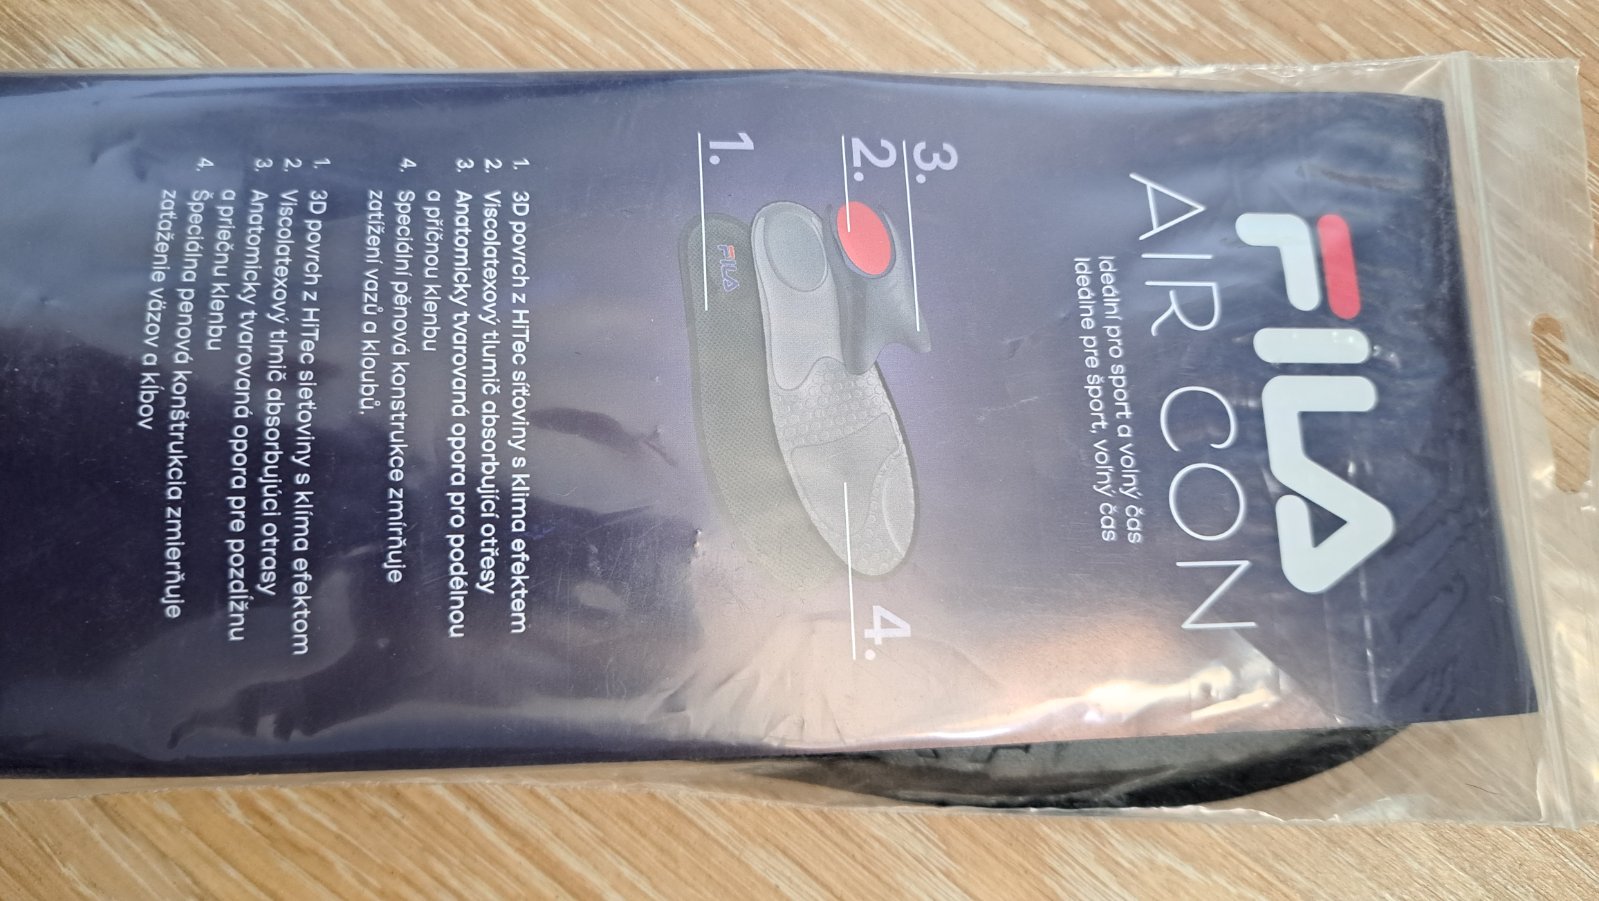 FILA
AIR CON
Ideální pro sport a volný čas
Ideálne pre šport, voľný čas
3.
2.
1.
FILA
4.
1. 3D povrch z HiTec síťoviny s klima efektem
2. Viscolatexový tlumič absorbující otřesy
3. Anatomicky tvarovaná opora pro podélnou
a příčnou klenbu
4. Speciální pěnová konstrukce zmírňuje
zatížení vazů a kloubů.
1. 3D povrch z HiTec sieťoviny s klíma efektom
2. Viscolatexový tlmič absorbujúci otrasy
3. Anatomicky tvarovaná opora pre pozdĺžnu
a priečnu klenbu
4. Špeciálna penová konštrukcia zmierňuje
zaťaženie väzov a kĺbov